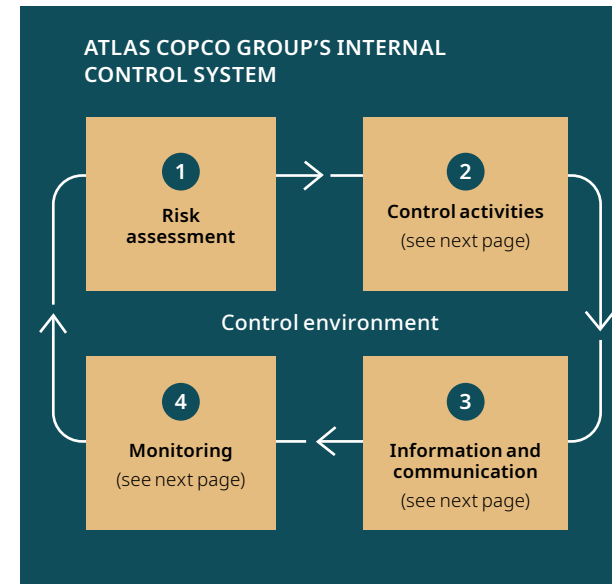 ATLAS COPCO GROUP'S INTERNAL
CONTROL SYSTEM
1
Risk
assessment
2
Control activities
(see next page)
Control environment
4
Monitoring
(see next page)
3
Information and
communication
(see next page)